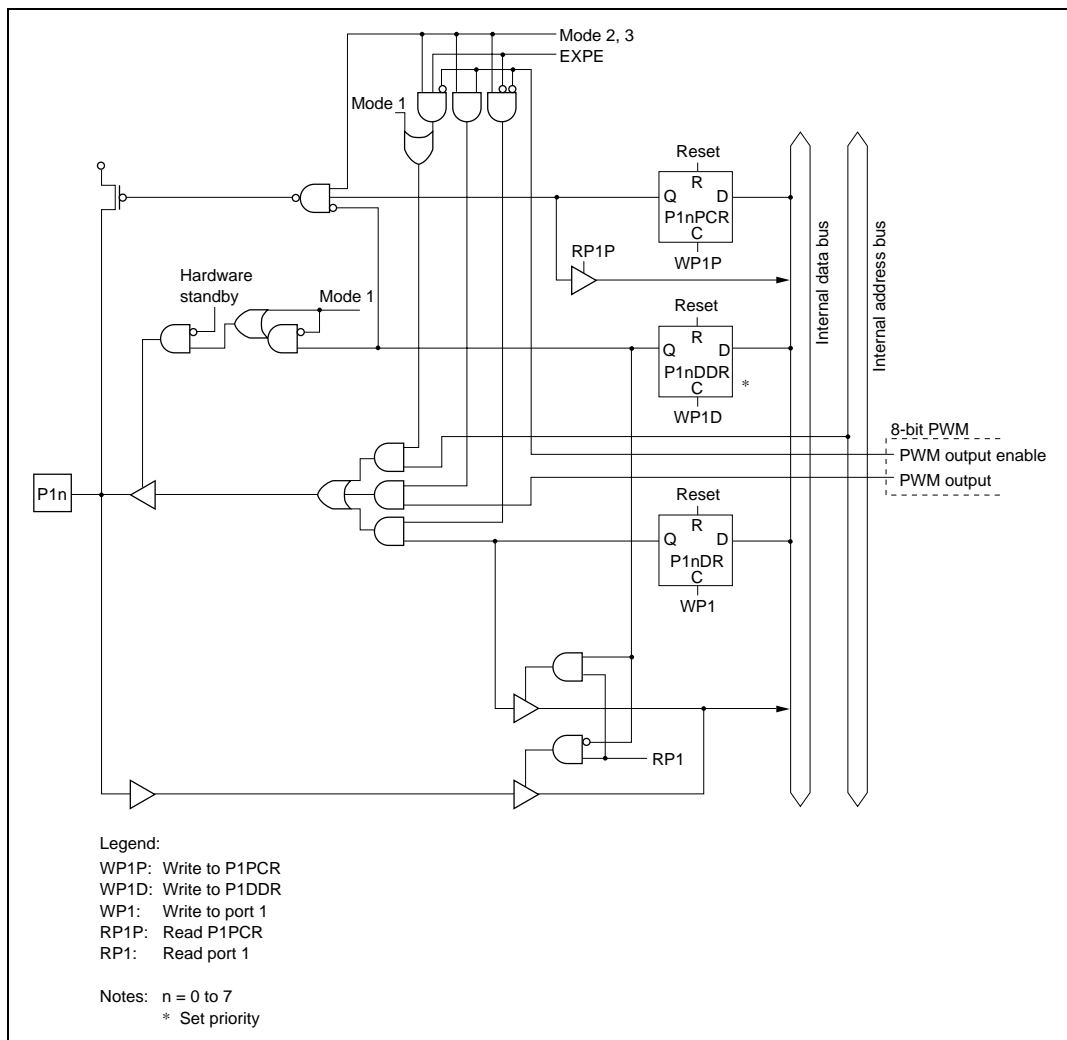 Mode 2, 3
EXPE
Mode 1
Reset
R
Q D
P1nPCR
C
WP1P
RP1P
Hardware
standby
Mode 1
Reset
R
Q D
P1nDDR
C
*
WP1D
Internal data bus
Internal address bus
8-bit PWM
PWM output enable
PWM output
P1n
Reset
R
Q D
P1nDR
C
WP1
RP1
Legend:
WP1P: Write to P1PCR
WP1D: Write to P1DDR
WP1: Write to port 1
RP1P: Read P1PCR
RP1: Read port 1
Notes: n = 0 to 7
* Set priority